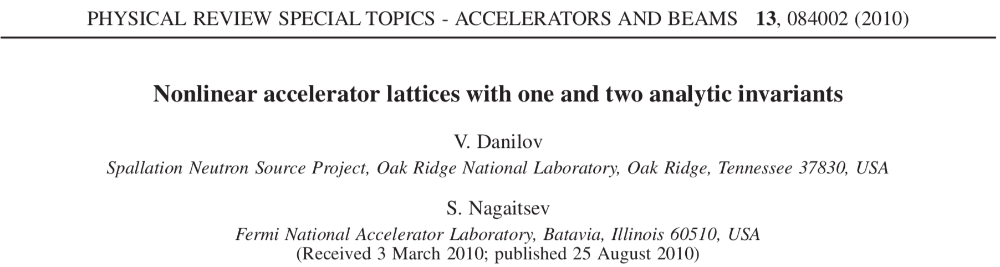 PHYSICAL REVIEW SPECIAL TOPICS - ACCELERATORS AND BEAMS 13, 084002 (2010)
Nonlinear accelerator lattices with one and two analytic invariants
V. Danilov
Spallation Neutron Source Project, Oak Ridge National Laboratory, Oak Ridge, Tennessee 37830, USA
S. Nagaitsev
Fermi National Accelerator Laboratory, Batavia, Illinois 60510, USA
(Received 3 March 2010; published 25 August 2010)